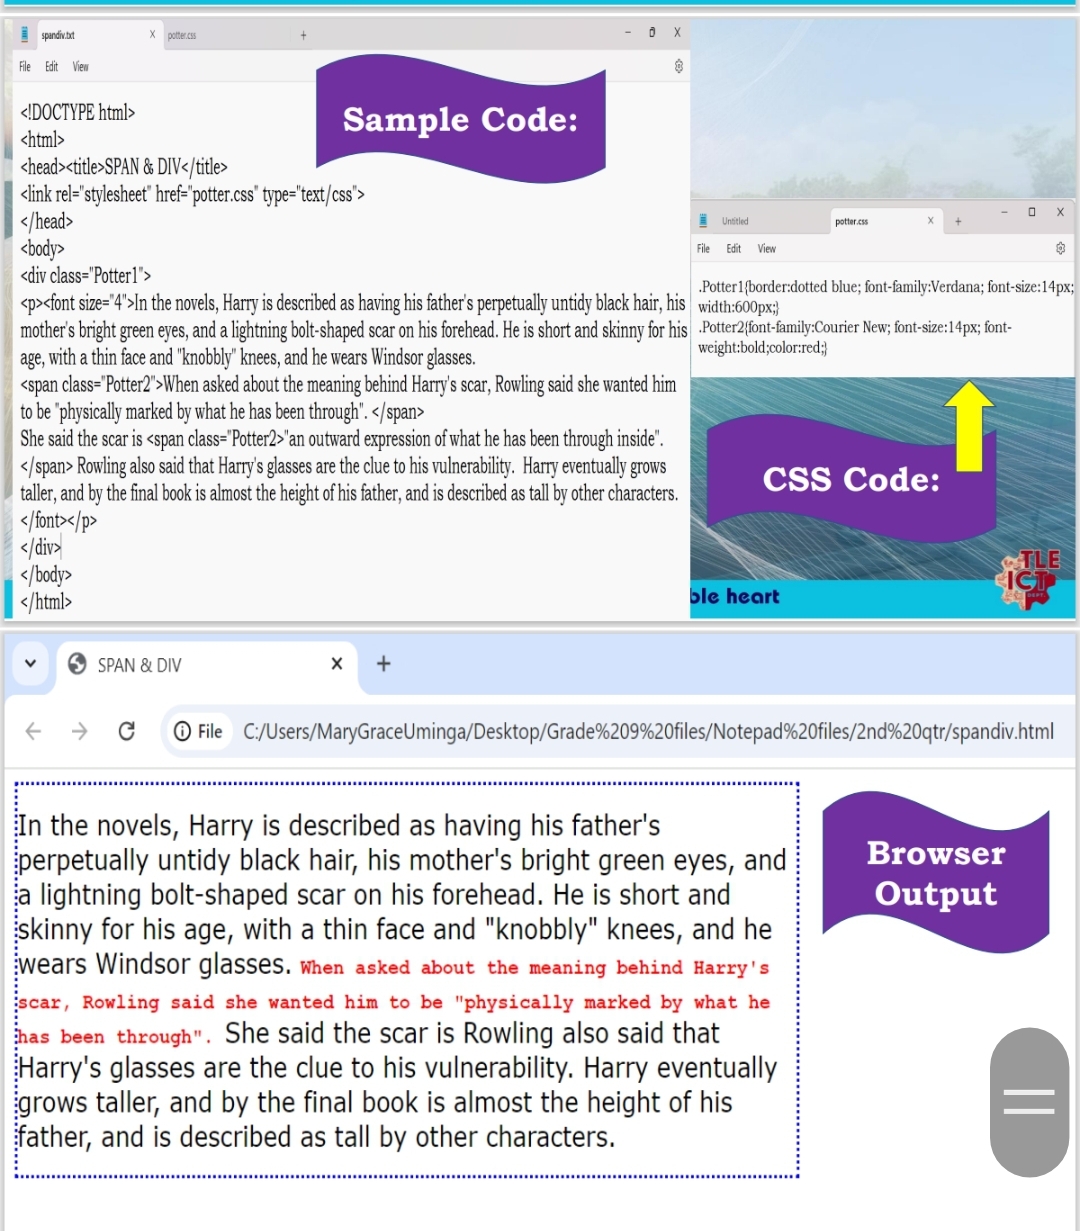 spandiv.txt X potter.css + − X
File Edit View
Sample Code:
<!DOCTYPE html>
<html>
<head><title>SPAN & DIV</title>
<link rel="stylesheet" href="potter.css" type="text/css">
</head>
<body>
<div class="Potter1">
<p><font size="4">In the novels, Harry is described as having his father's perpetually untidy black hair, his
mother's bright green eyes, and a lightning bolt-shaped scar on his forehead. He is short and skinny for his
age, with a thin face and "knobbly" knees, and he wears Windsor glasses.
<span class="Potter2">When asked about the meaning behind Harry's scar, Rowling said she wanted him
to be "physically marked by what he has been through". </span>
She said the scar is <span class="Potter2>"an outward expression of what he has been through inside".
</span> Rowling also said that Harry's glasses are the clue to his vulnerability.  Harry eventually grows
taller, and by the final book is almost the height of his father, and is described as tall by other characters.
</font></p>
</div>
</body>
</html>
Untitled potter.css X + − X
File Edit View
.Potter1{border:dotted blue; font-family:Verdana; font-size:14px;
width:600px;}
.Potter2{font-family:Courier New; font-size:14px; font-
weight:bold;color:red;}
CSS Code:
TLE
ICT
DEPT.
ble heart
SPAN & DIV × +
File C:/Users/MaryGraceUminga/Desktop/Grade%209%20files/Notepad%20files/2nd%20qtr/spandiv.html
In the novels, Harry is described as having his father's
perpetually untidy black hair, his mother's bright green eyes, and
a lightning bolt-shaped scar on his forehead. He is short and
skinny for his age, with a thin face and "knobbly" knees, and he
wears Windsor glasses. When asked about the meaning behind Harry's
scar, Rowling said she wanted him to be "physically marked by what he
has been through". She said the scar is Rowling also said that
Harry's glasses are the clue to his vulnerability. Harry eventually
grows taller, and by the final book is almost the height of his
father, and is described as tall by other characters.
Browser
Output